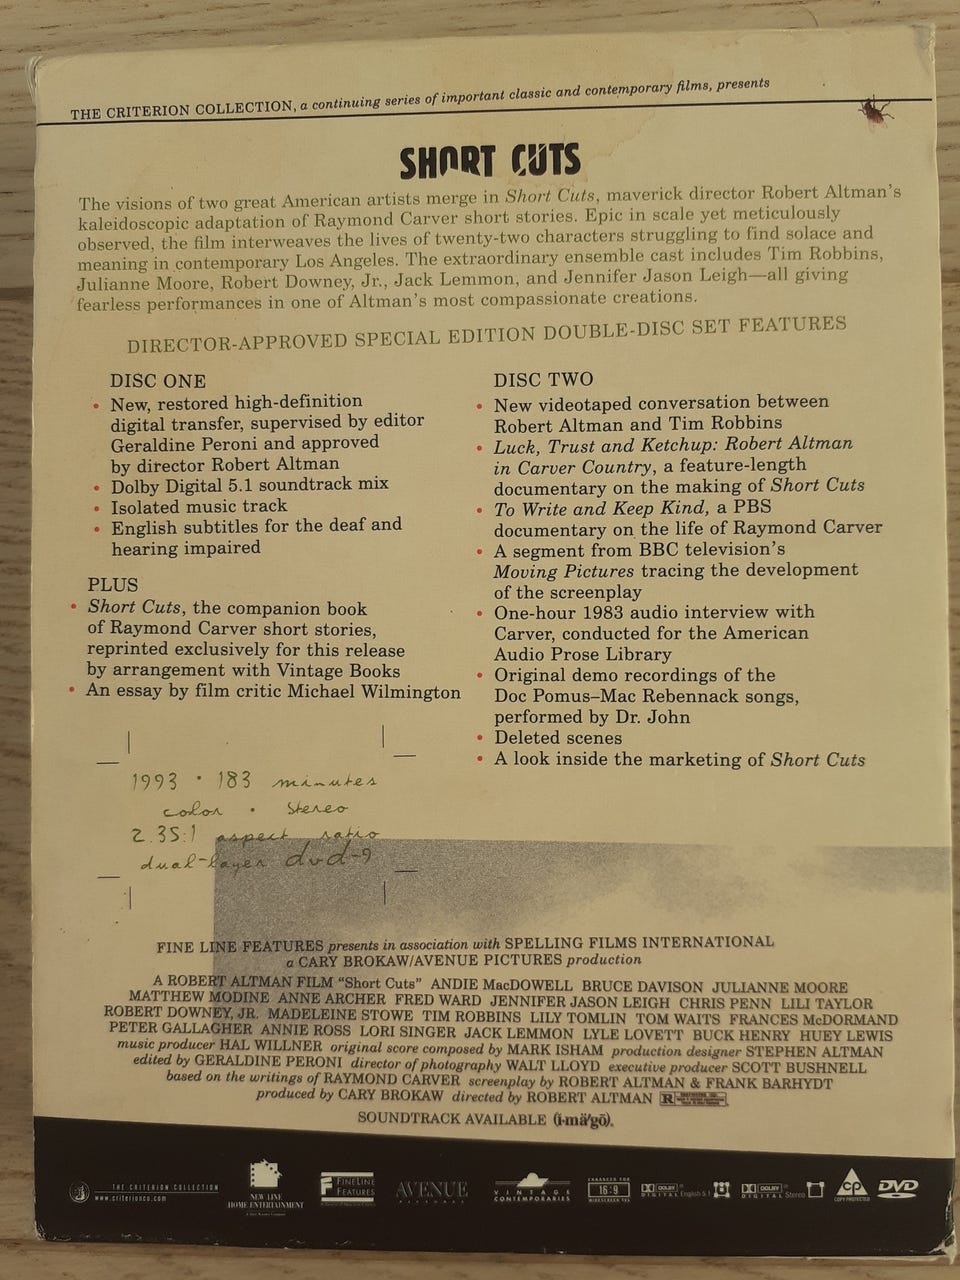 THE CRITERION COLLECTION, a continuing series of important classic and contemporary films, presents
SHORT CUTS
The visions of two great American artists merge in Short Cuts, maverick director Robert Altman's
kaleidoscopic adaptation of Raymond Carver short stories. Epic in scale yet meticulously
observed, the film interweaves the lives of twenty-two characters struggling to find solace and
meaning in contemporary Los Angeles. The extraordinary ensemble cast includes Tim Robbins,
Julianne Moore, Robert Downey, Jr., Jack Lemmon, and Jennifer Jason Leigh—all giving
fearless performances in one of Altman's most compassionate creations.
DIRECTOR-APPROVED SPECIAL EDITION DOUBLE-DISC SET FEATURES
DISC ONE
• New, restored high-definition
digital transfer, supervised by editor
Geraldine Peroni and approved
by director Robert Altman
• Dolby Digital 5.1 soundtrack mix
• Isolated music track
• English subtitles for the deaf and
hearing impaired
PLUS
• Short Cuts, the companion book
of Raymond Carver short stories,
reprinted exclusively for this release
by arrangement with Vintage Books
• An essay by film critic Michael Wilmington
DISC TWO
• New videotaped conversation between
Robert Altman and Tim Robbins
• Luck, Trust and Ketchup: Robert Altman
in Carver Country, a feature-length
documentary on the making of Short Cuts
• To Write and Keep Kind, a PBS
documentary on the life of Raymond Carver
• A segment from BBC television's
Moving Pictures tracing the development
of the screenplay
• One-hour 1983 audio interview with
Carver, conducted for the American
Audio Prose Library
• Original demo recordings of the
Doc Pomus–Mac Rebennack songs,
performed by Dr. John
• Deleted scenes
• A look inside the marketing of Short Cuts
1993 • 183 minutes
color • stereo
2.35:1 aspect ratio
dual-layer dvd-9
FINE LINE FEATURES presents in association with SPELLING FILMS INTERNATIONAL
a CARY BROKAW/AVENUE PICTURES production
A ROBERT ALTMAN FILM "Short Cuts" ANDIE MacDOWELL BRUCE DAVISON JULIANNE MOORE
MATTHEW MODINE ANNE ARCHER FRED WARD JENNIFER JASON LEIGH CHRIS PENN LILI TAYLOR
ROBERT DOWNEY, JR. MADELEINE STOWE TIM ROBBINS LILY TOMLIN TOM WAITS FRANCES McDORMAND
PETER GALLAGHER ANNIE ROSS LORI SINGER JACK LEMMON LYLE LOVETT BUCK HENRY HUEY LEWIS
music producer HAL WILLNER original score composed by MARK ISHAM production designer STEPHEN ALTMAN
edited by GERALDINE PERONI director of photography WALT LLOYD executive producer SCOTT BUSHNELL
based on the writings of RAYMOND CARVER screenplay by ROBERT ALTMAN & FRANK BARHYDT
produced by CARY BROKAW directed by ROBERT ALTMAN R
SOUNDTRACK AVAILABLE (i-mä'gō).
THE CRITERION COLLECTION
www.criterionco.com
NEW LINE
HOME ENTERTAINMENT
FINE LINE
FEATURES
AVENUE
VINTAGE
CONTEMPORARIES
ENHANCED FOR
16:9
WIDESCREEN TVs
DOLBY
DIGITAL English 5.1
DOLBY
DIGITAL Stereo
CP
COPY PROTECTED
DVD